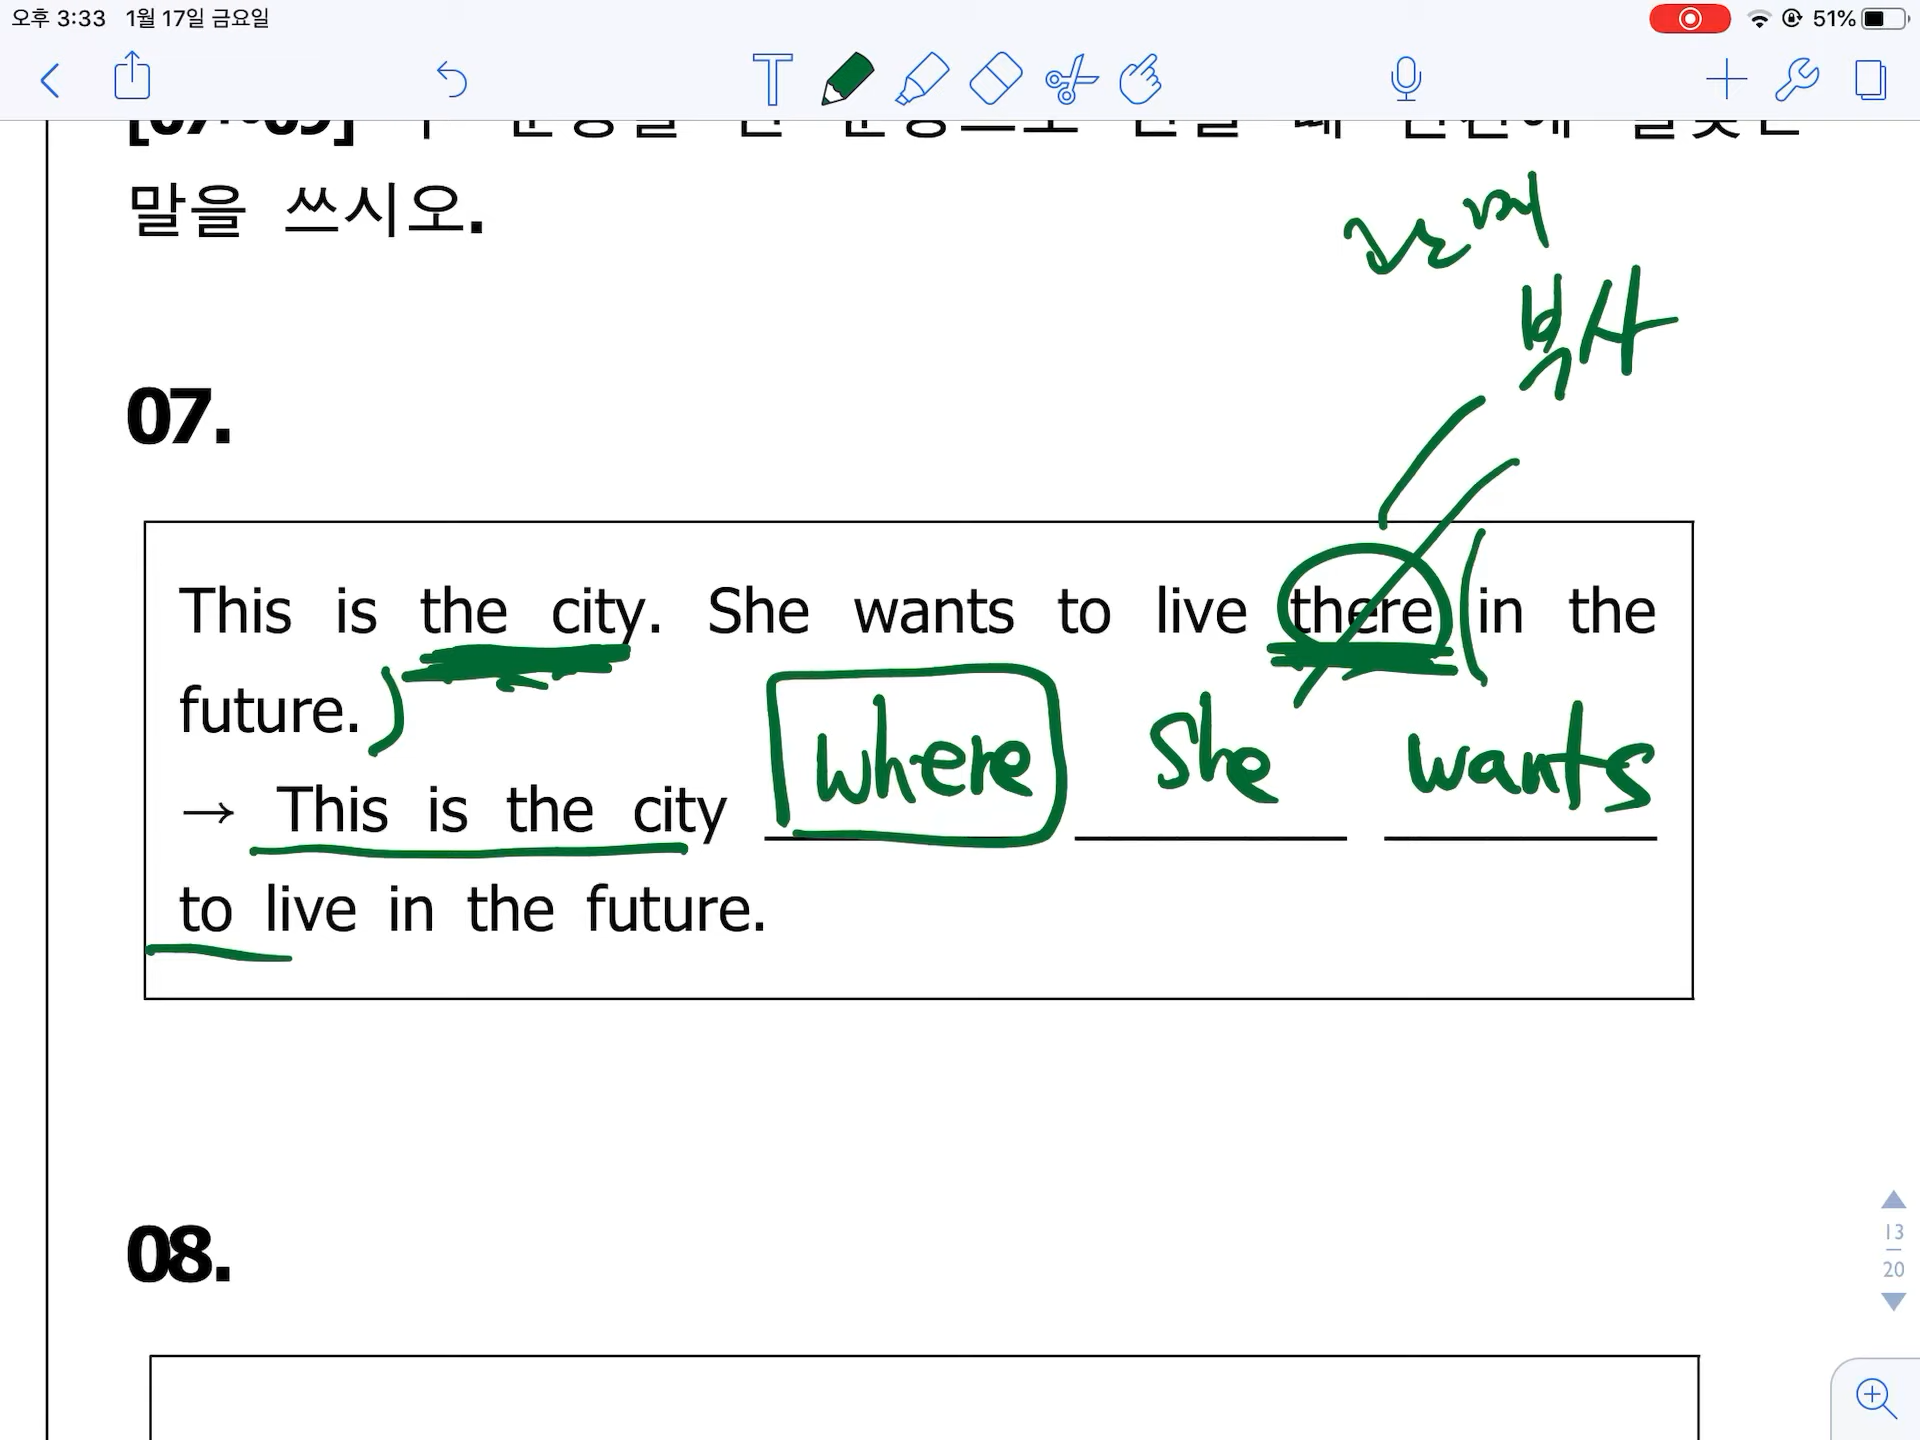 오후 3:33 1월 17일 금요일 51%
말을 쓰시오.
부사
07.
This is the city. She wants to live there in the
future.
where she wants
→ This is the city
to live in the future.
08.
13
20